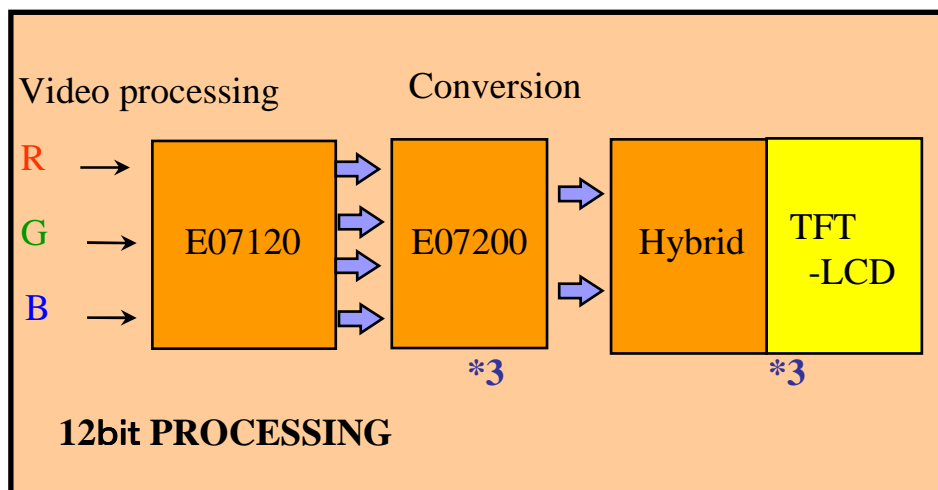 Video processing
Conversion
R
G
B
E07120
E07200
Hybrid
TFT
-LCD
*3
*3
12bit PROCESSING